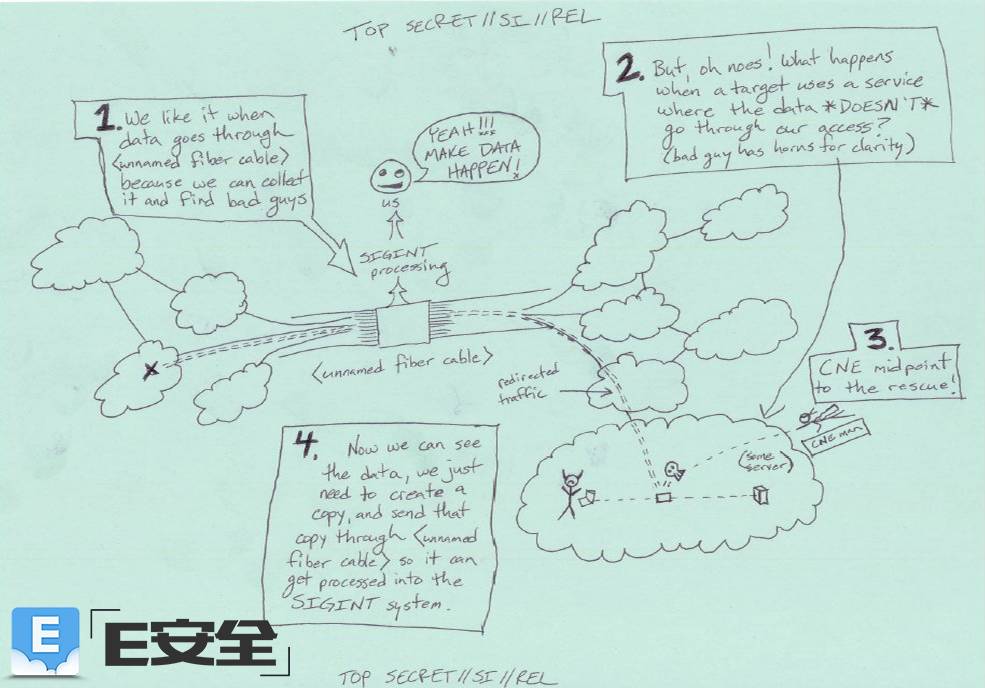 TOP SECRET//SI//REL
1. We like it when
data goes through
<unnamed fiber cable>
because we can collect
it and find bad guys
YEAH!!!
MAKE DATA
HAPPEN!
us
SIGINT
processing
2. But, oh noes! What happens
when a target uses a service
where the data *DOESN'T*
go through our access?
(bad guy has horns for clarity)
<unnamed fiber cable>
redirected
traffic
3.
CNE midpoint
to the rescue!
CNE man
(some
server)
X
4. Now we can see
the data, we just
need to create a
copy, and send that
copy through <unnamed
fiber cable> so it can
get processed into the
SIGINT system.
E
「E安全」
TOP SECRET//SI//REL